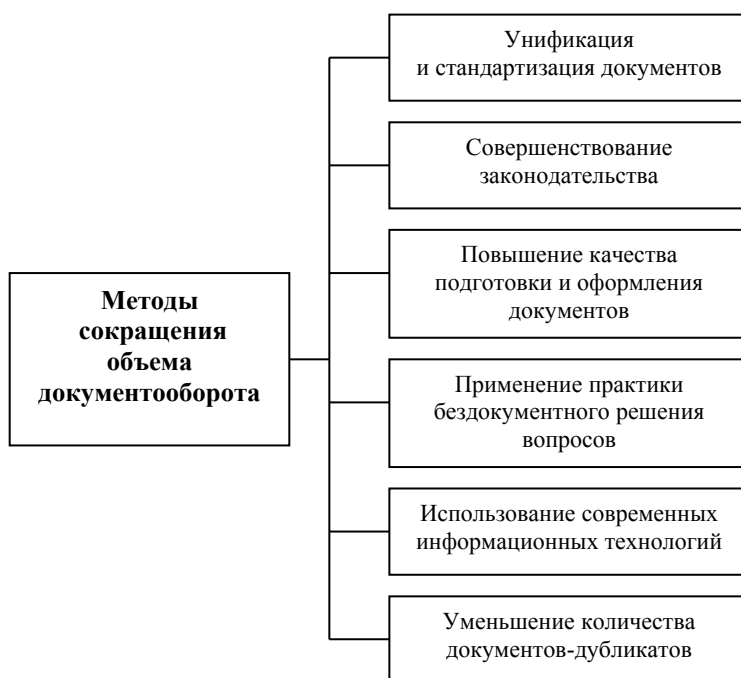 Унификация
и стандартизация документов
Совершенствование
законодательства
Повышение качества
подготовки и оформления
документов
Методы
сокращения
объема
документооборота
Применение практики
бездокументного решения
вопросов
Использование современных
информационных технологий
Уменьшение количества
документов-дубликатов